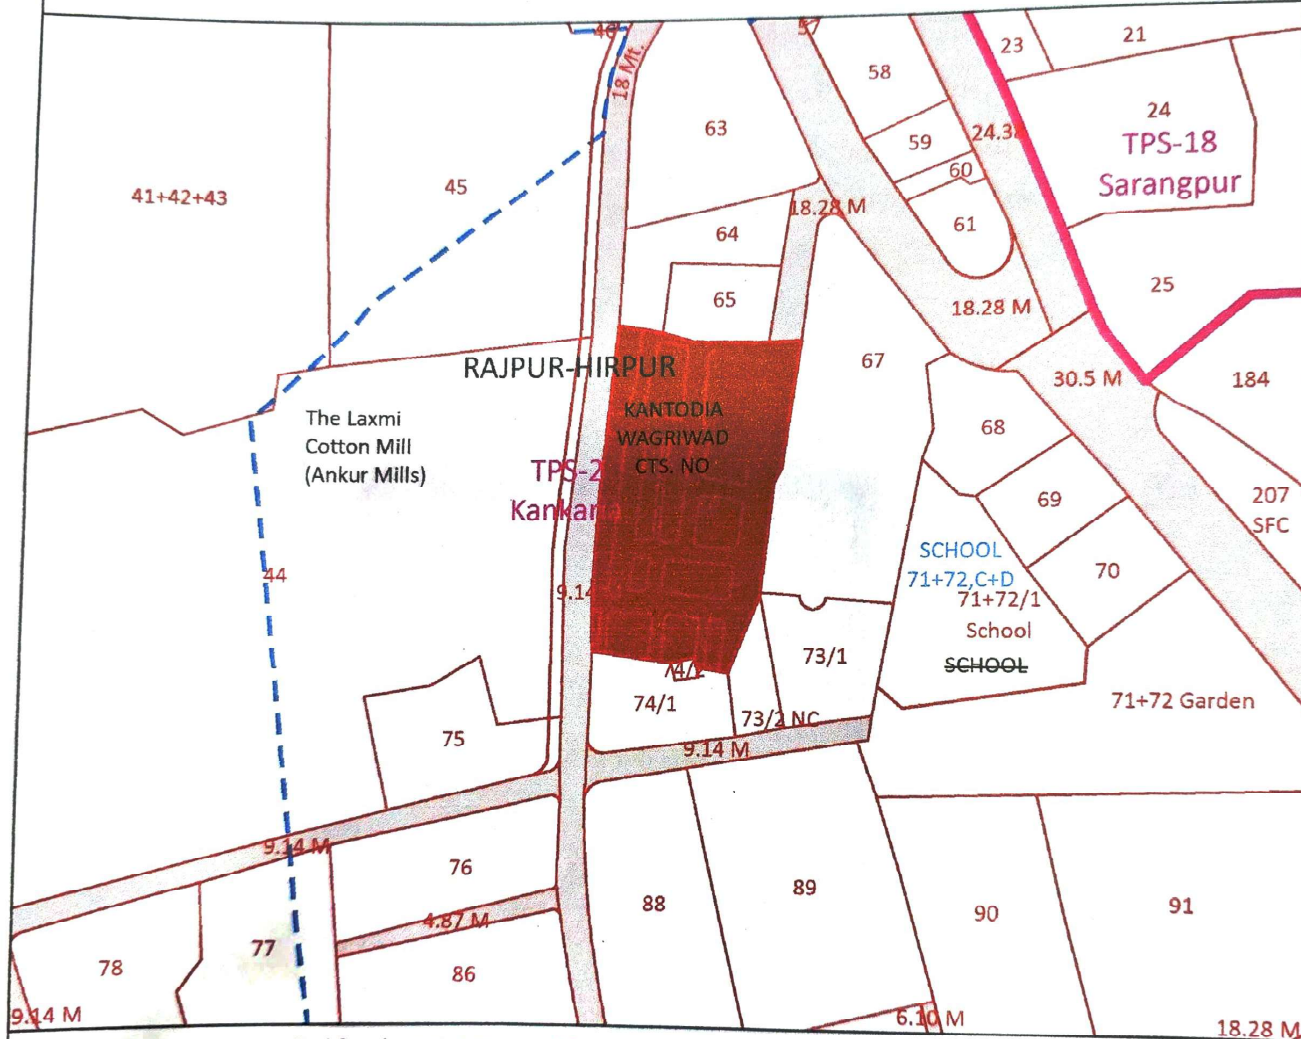 46
57
18 Mt.
23
21
58
63
24.38
59
24
TPS-18
Sarangpur
60
41+42+43
45
18.28 M
61
64
25
65
18.28 M
RAJPUR-HIRPUR
67
30.5 M
184
The Laxmi
Cotton Mill
(Ankur Mills)
KANTODIA
WAGRIWAD
CTS. NO
68
TPS-2
Kankaria
69
207
SFC
SCHOOL
71+72,C+D
71+72/1
School
SCHOOL
70
44
9.14
73/1
74/1
73/2 NC
71+72 Garden
75
9.14 M
9.14 M
76
88
89
90
91
4.87 M
77
78
86
9.14 M
6.10 M
18.28 M